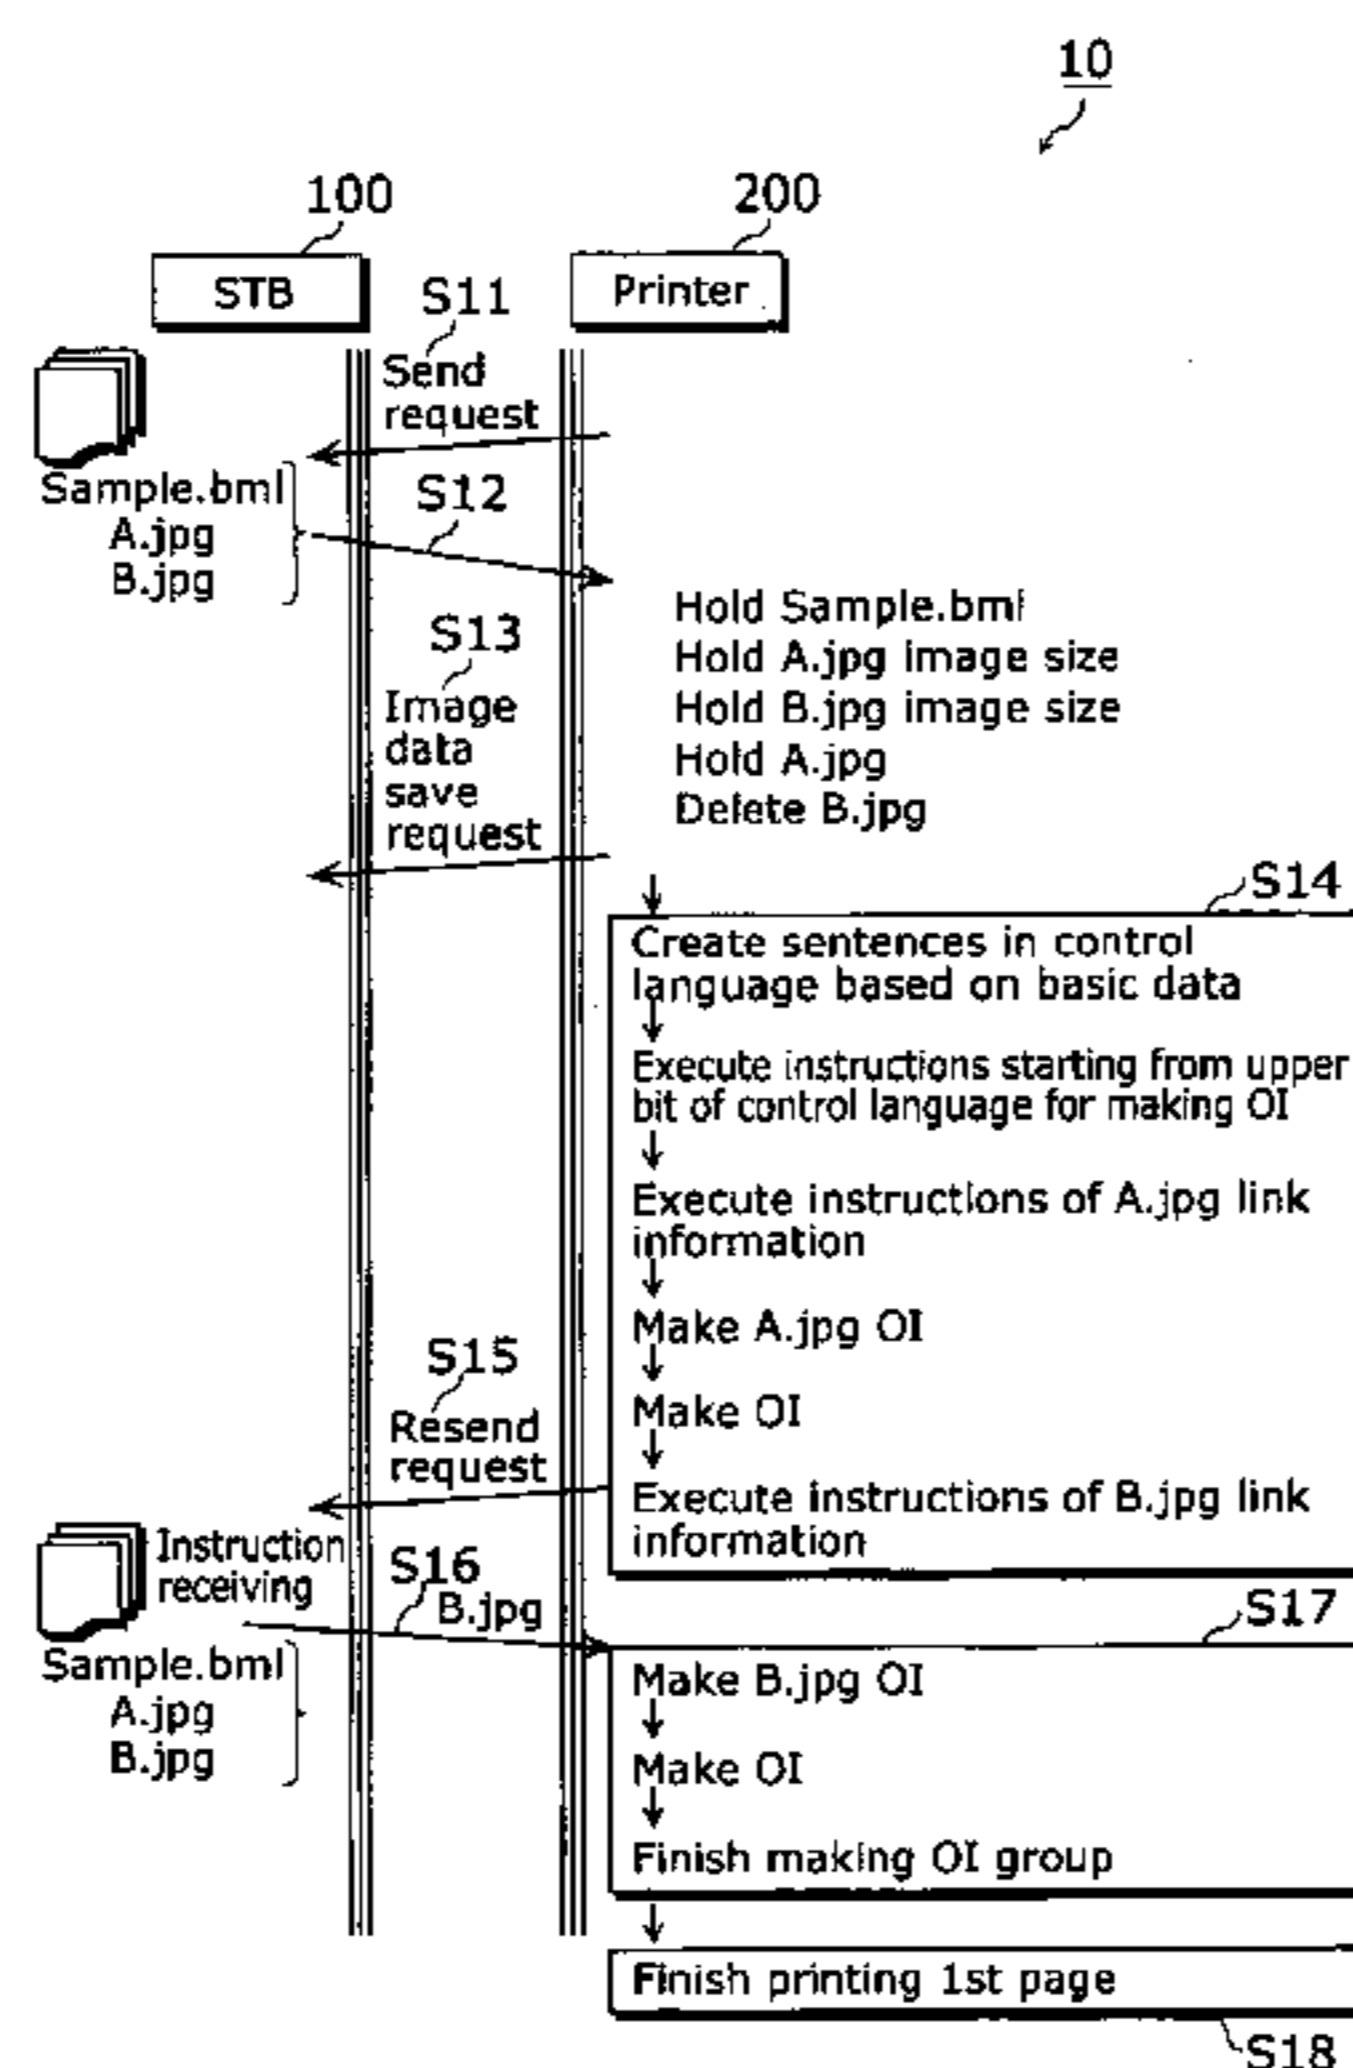 10
100
200
STB
Printer
S11
Send
request
Sample.bml
A.jpg
B.jpg
S12
Hold Sample.bml
Hold A.jpg image size
Hold B.jpg image size
Hold A.jpg
Delete B.jpg
S13
Image
data
save
request
S14
Create sentences in control
language based on basic data
Execute instructions starting from upper
bit of control language for making OI
Execute instructions of A.jpg link
information
Make A.jpg OI
Make OI
Execute instructions of B.jpg link
information
S15
Resend
request
Instruction
receiving
Sample.bml
A.jpg
B.jpg
S16
B.jpg
S17
Make B.jpg OI
Make OI
Finish making OI group
Finish printing 1st page
S18